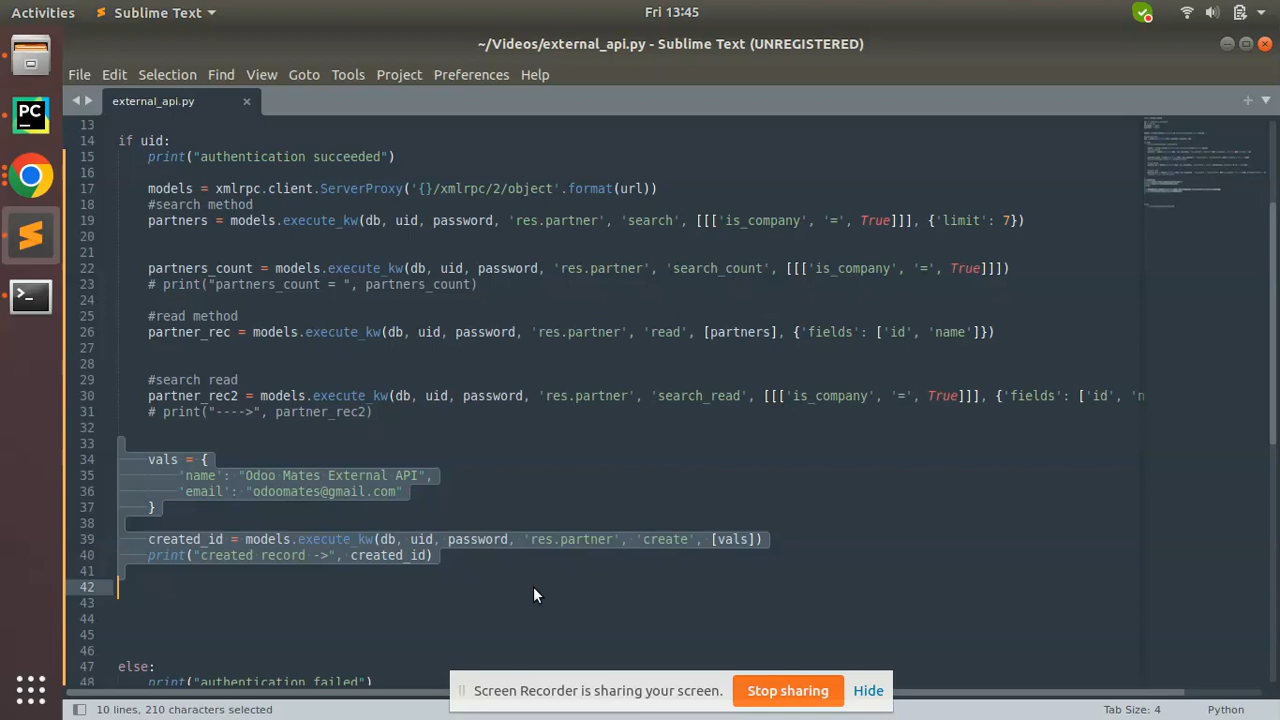 Activities
Sublime Text
Fri 13:45
~/Videos/external_api.py - Sublime Text (UNREGISTERED)
File Edit Selection Find View Goto Tools Project Preferences Help
external_api.py
13
14 if uid:
15 print("authentication succeeded")
16
17 models = xmlrpc.client.ServerProxy('{}/xmlrpc/2/object'.format(url))
18 #search method
19 partners = models.execute_kw(db, uid, password, 'res.partner', 'search', [[['is_company', '=', True]]], {'limit': 7})
20
21
22 partners_count = models.execute_kw(db, uid, password, 'res.partner', 'search_count', [[['is_company', '=', True]]])
23 # print("partners_count = ", partners_count)
24
25 #read method
26 partner_rec = models.execute_kw(db, uid, password, 'res.partner', 'read', [partners], {'fields': ['id', 'name']})
27
28
29 #search read
30 partner_rec2 = models.execute_kw(db, uid, password, 'res.partner', 'search_read', [[['is_company', '=', True]]], {'fields': ['id', 'n
31 # print("---->", partner_rec2)
32
33
34 vals = {
35 'name': "Odoo Mates External API",
36 'email': "odoomates@gmail.com"
37 }
38
39 created_id = models.execute_kw(db, uid, password, 'res.partner', 'create', [vals])
40 print("created record ->", created_id)
41
42
43
44
45
46
47 else:
48 print("authentication failed")
Screen Recorder is sharing your screen.
Stop sharing
Hide
10 lines, 210 characters selected
Tab Size: 4
Python
PC